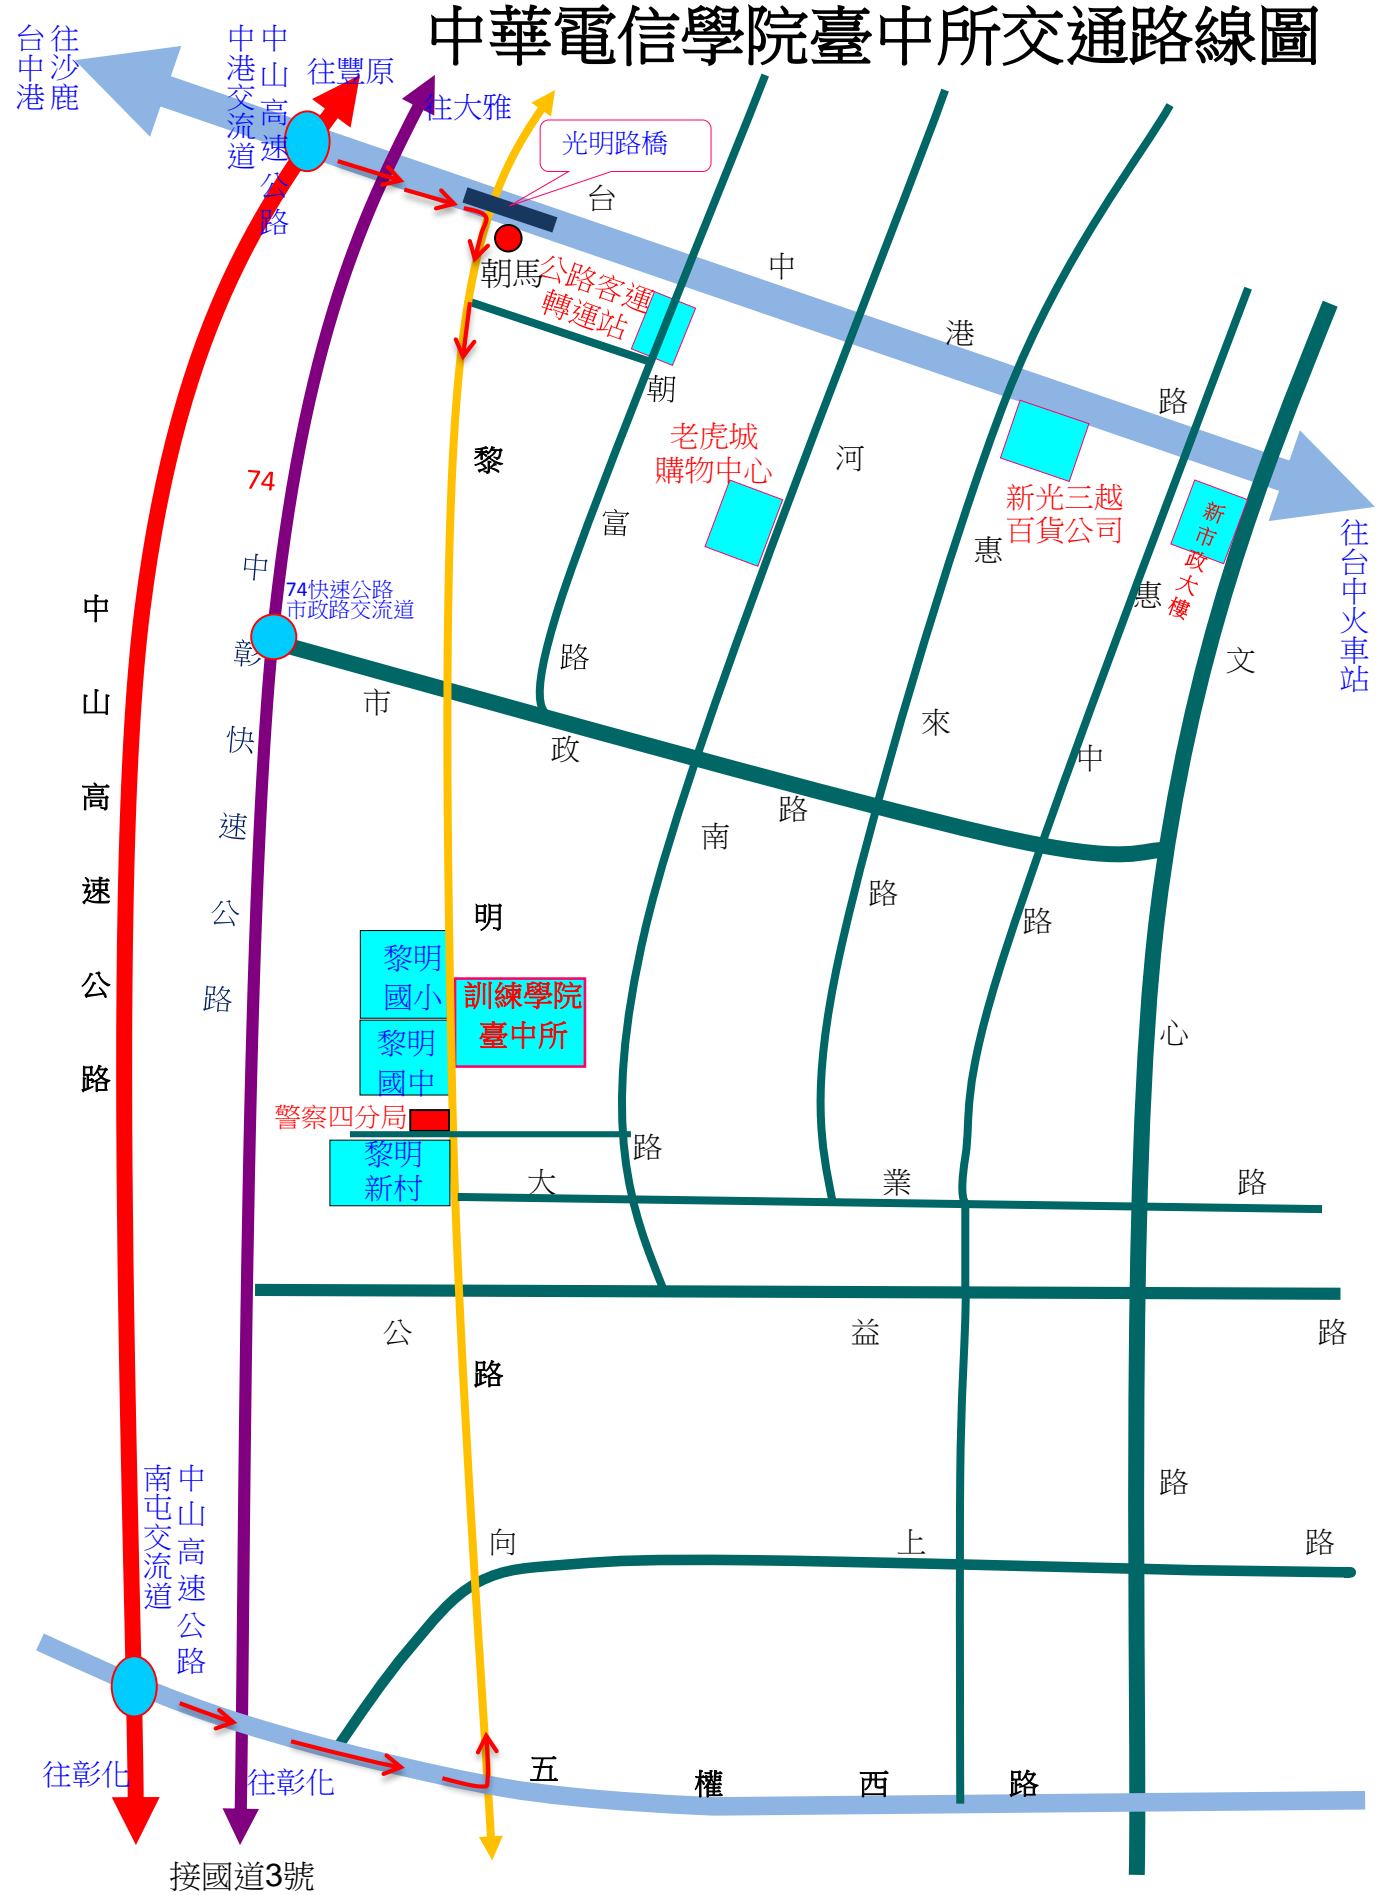 中華電信學院臺中所交通路線圖
往沙鹿
台中港
中山高速公路
中港交流道
往豐原
往大雅
光明路橋
台中港路
朝馬
公路客運
轉運站
朝富路
老虎城
購物中心
河南路
新光三越
百貨公司
惠來路
新市政大樓
惠中路
文心路
往台中火車站
74
中彰快速公路
74快速公路
市政路交流道
中山高速公路
市政路
黎明路
黎明
國小
訓練學院
臺中所
黎明
國中
警察四分局
黎明
新村
大業路
公益路
向上路
中山高速公路
南屯交流道
五權西路
往彰化
往彰化
接國道3號